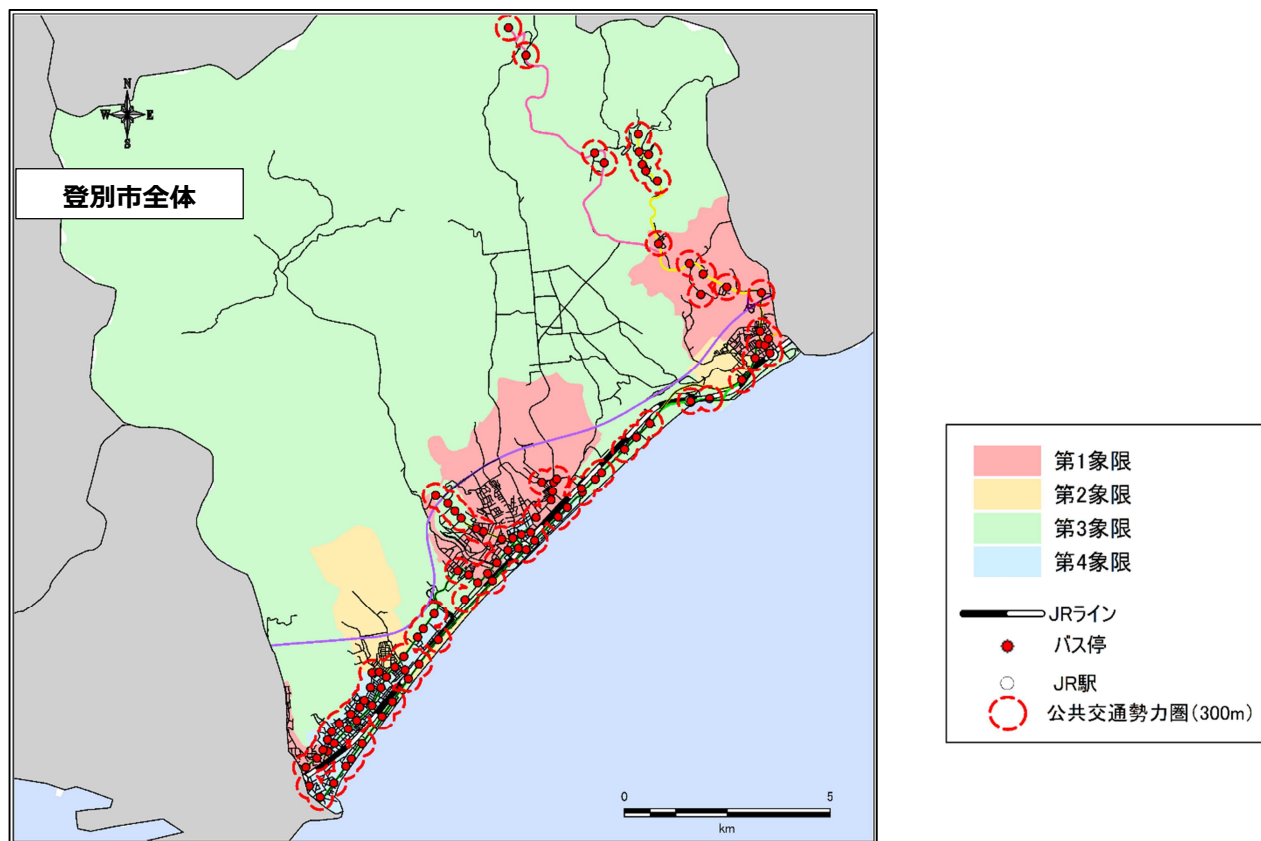 N
W E
S
登別市全体
0 5
km
第1象限
第2象限
第3象限
第4象限
JRライン
バス停
JR駅
公共交通勢力圏(300m)